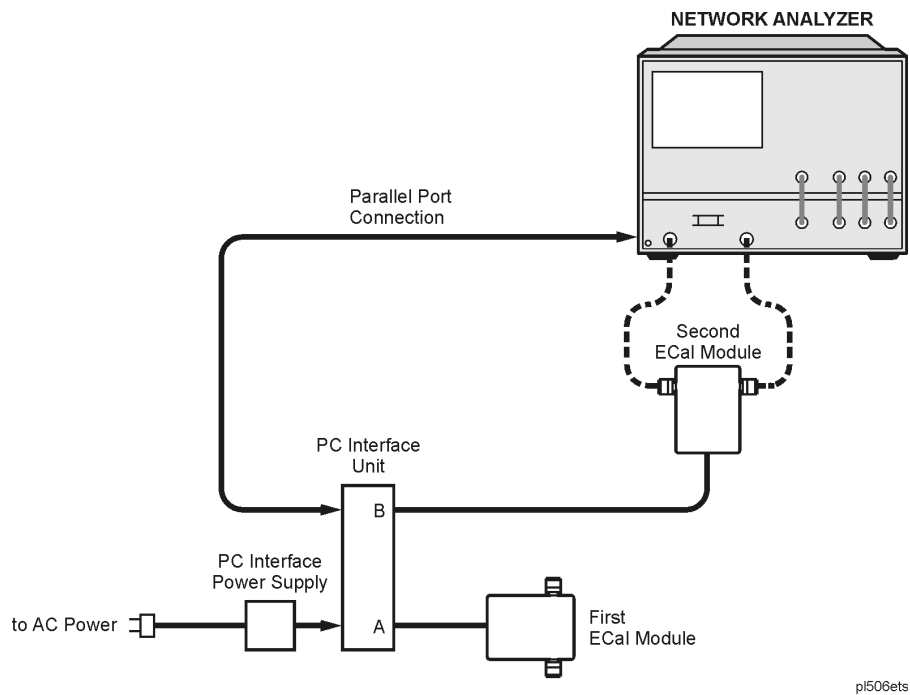 NETWORK ANALYZER
Parallel Port
Connection
Second
ECal Module
PC Interface
Unit
B
PC Interface
Power Supply
to AC Power
A
First
ECal Module
pl506ets